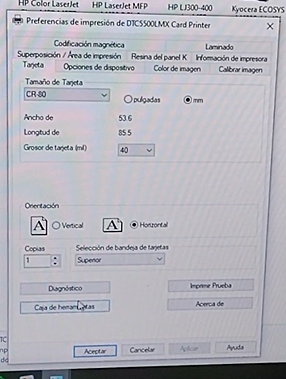 HP Color LaserJet HP LaserJet MFP HP LJ300-400 Kyocera ECOSYS
Preferencias de impresión de DTC5500LMX Card Printer
Codificación magnética Laminado
Superposición / Área de impresión Resina del panel K Información de impresora
Tarjeta Opciones de dispositivo Color de imagen Calibrar imagen
Tamaño de Tarjeta
CR-80 pulgadas mm
Ancho de 53.6
Longitud de 85.5
Grosor de tarjeta (mil) 40
Orientación
A Vertical A Horizontal
Copias Selección de bandeja de tarjetas
1 Superior
Diagnóstico Imprimir Prueba
Caja de herramientas Acerca de
Aceptar Cancelar Aplicar Ayuda